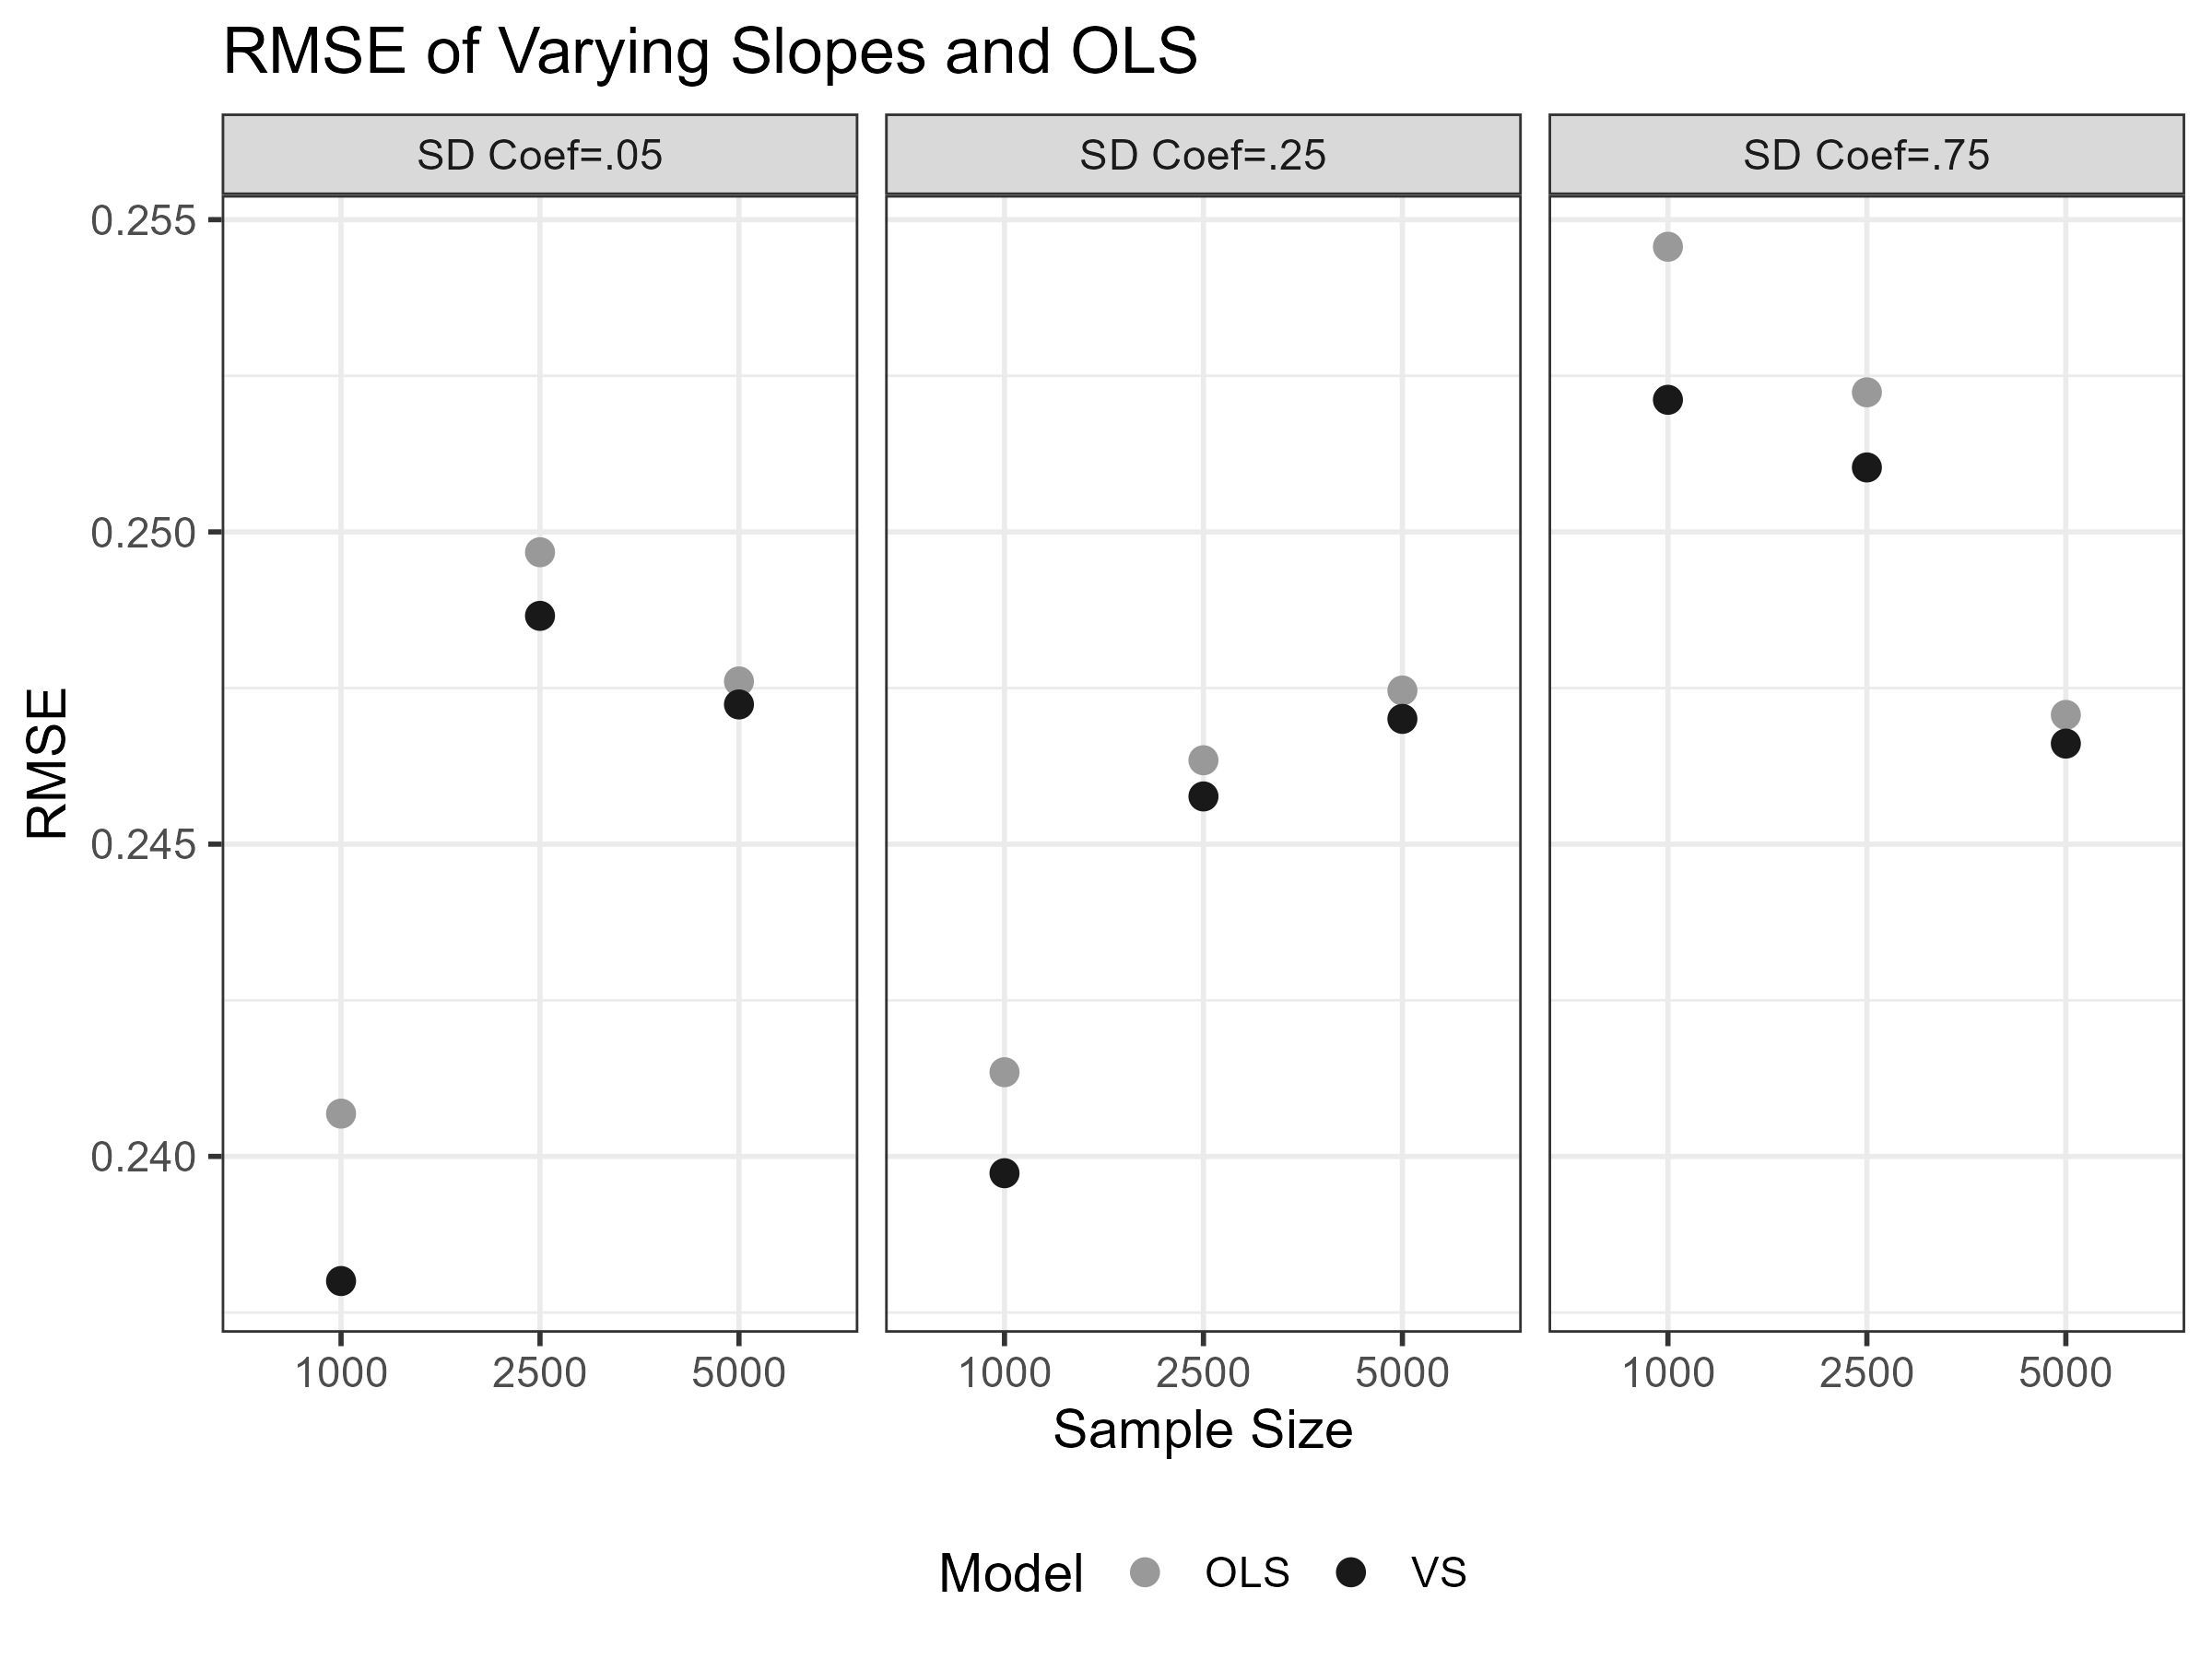 RMSE of Varying Slopes and OLS
SD Coef=.05 SD Coef=.25 SD Coef=.75
0.255
0.250
0.245
0.240
RMSE
1000 2500 5000 1000 2500 5000 1000 2500 5000
Sample Size
Model OLS VS